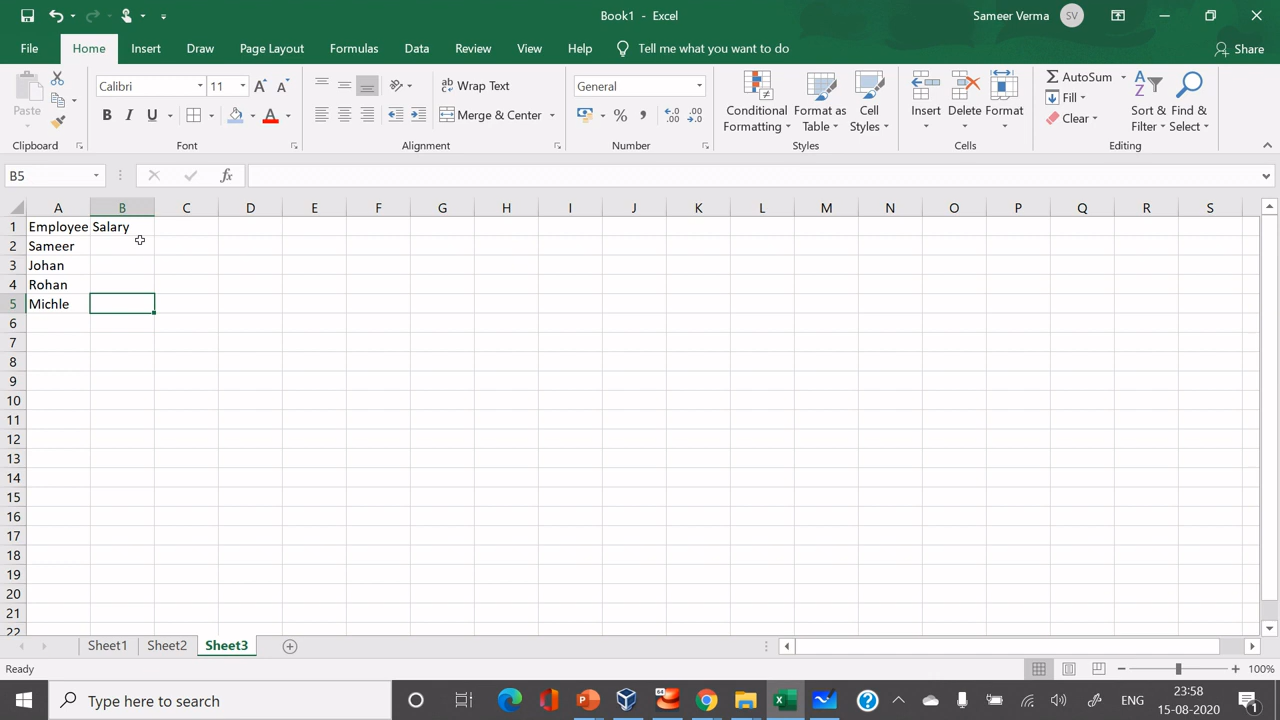 Book1 - Excel
Sameer Verma SV
File Home Insert Draw Page Layout Formulas Data Review View Help Tell me what you want to do Share
Paste
Clipboard
Calibri 11
B I U
Font
Wrap Text
Merge & Center
Alignment
General
Number
Conditional Formatting
Format as Table
Cell Styles
Styles
Insert Delete Format
Cells
AutoSum
Fill
Clear
Sort & Filter
Find & Select
Editing
B5 fx
A B C D E F G H I J K L M N O P Q R S
1 Employee Salary
2 Sameer
3 Johan
4 Rohan
5 Michle
6
7
8
9
10
11
12
13
14
15
16
17
18
19
20
21
22
Sheet1 Sheet2 Sheet3
Ready 100%
Type here to search
64
ENG
23:58
15-08-2020
1